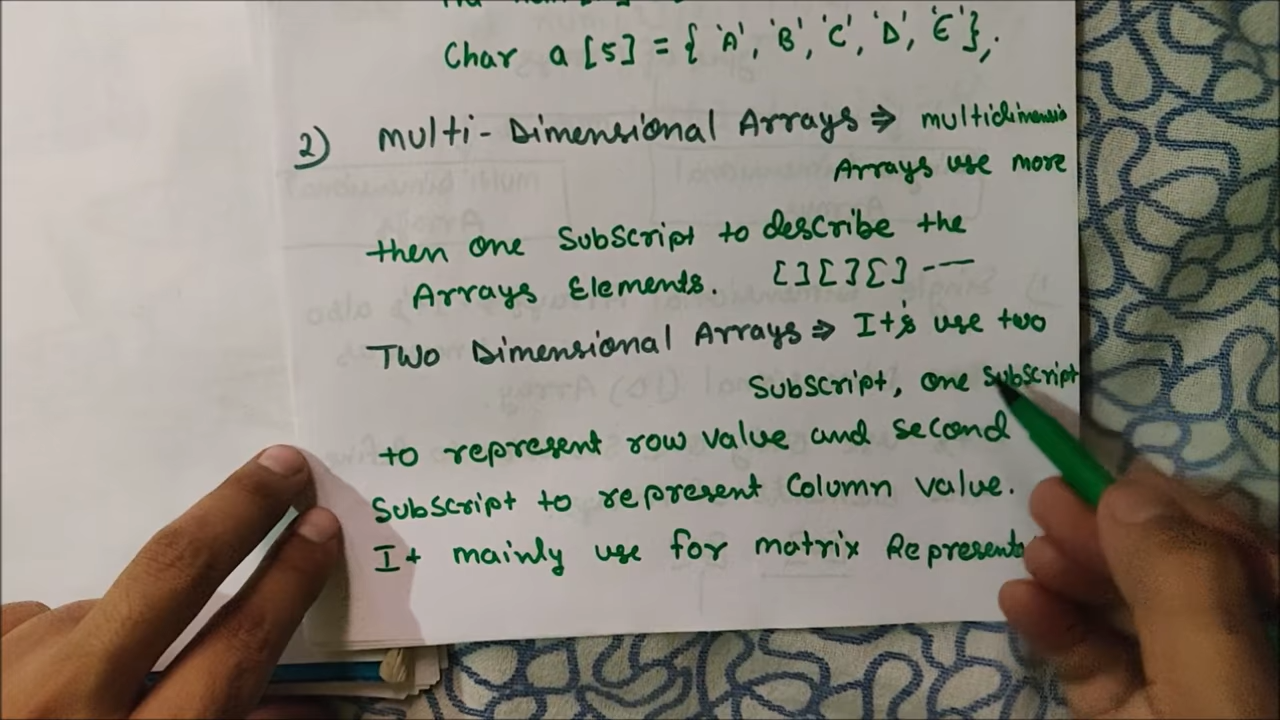 Char a [5] = { 'A', 'B', 'C', 'D', 'E' };
2) Multi-Dimensional Arrays ⇒ multidimensio
Arrays use more
then one Subscript to describe the
Arrays Elements. [][][] ---
Two Dimensional Arrays ⇒ It's use two
Subscript, one Subscript
to represent row value and second
Subscript to represent Column value.
It mainly use for matrix Representa